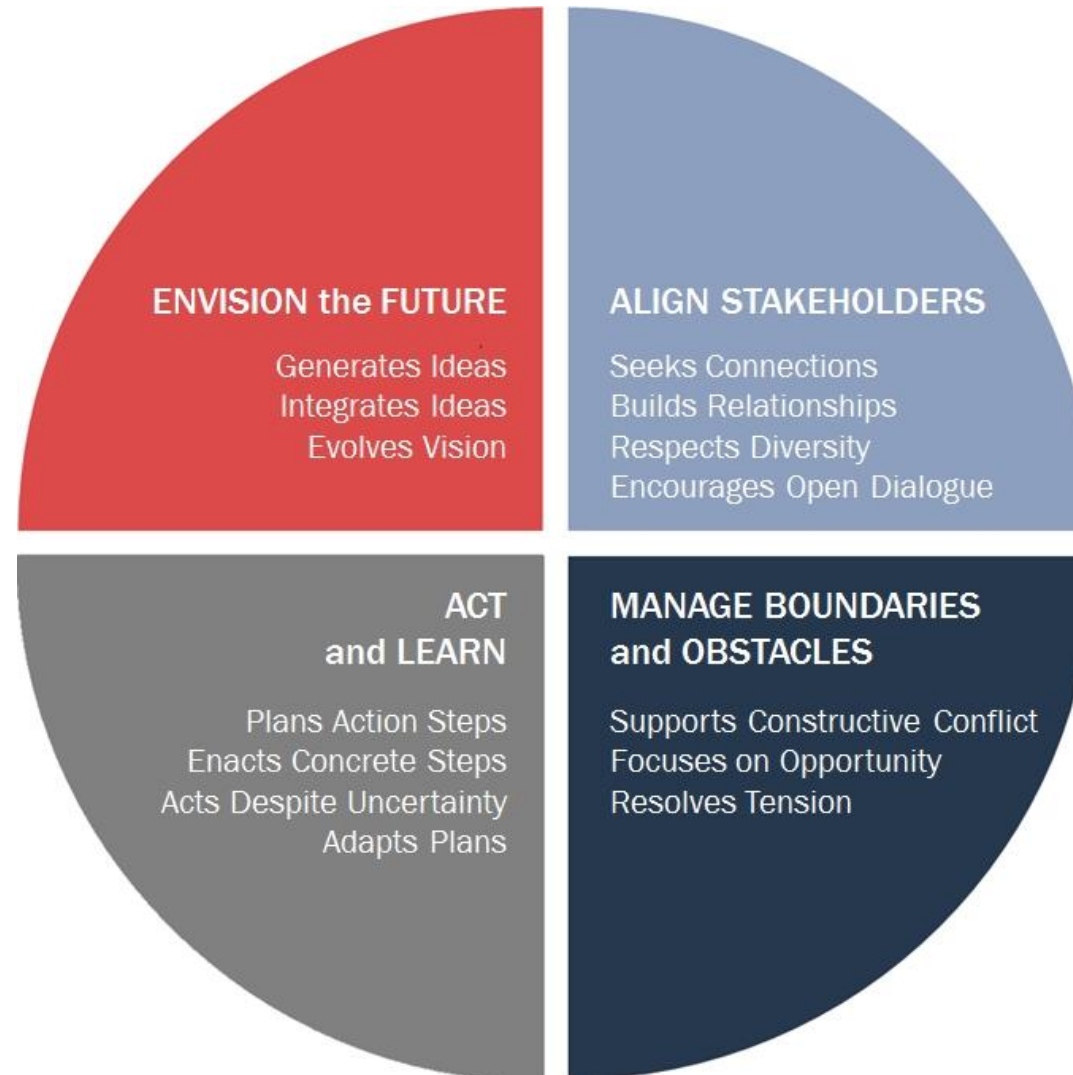 ENVISION the FUTURE
Generates Ideas
Integrates Ideas
Evolves Vision
ALIGN STAKEHOLDERS
Seeks Connections
Builds Relationships
Respects Diversity
Encourages Open Dialogue
ACT
and LEARN
Plans Action Steps
Enacts Concrete Steps
Acts Despite Uncertainty
Adapts Plans
MANAGE BOUNDARIES
and OBSTACLES
Supports Constructive Conflict
Focuses on Opportunity
Resolves Tension